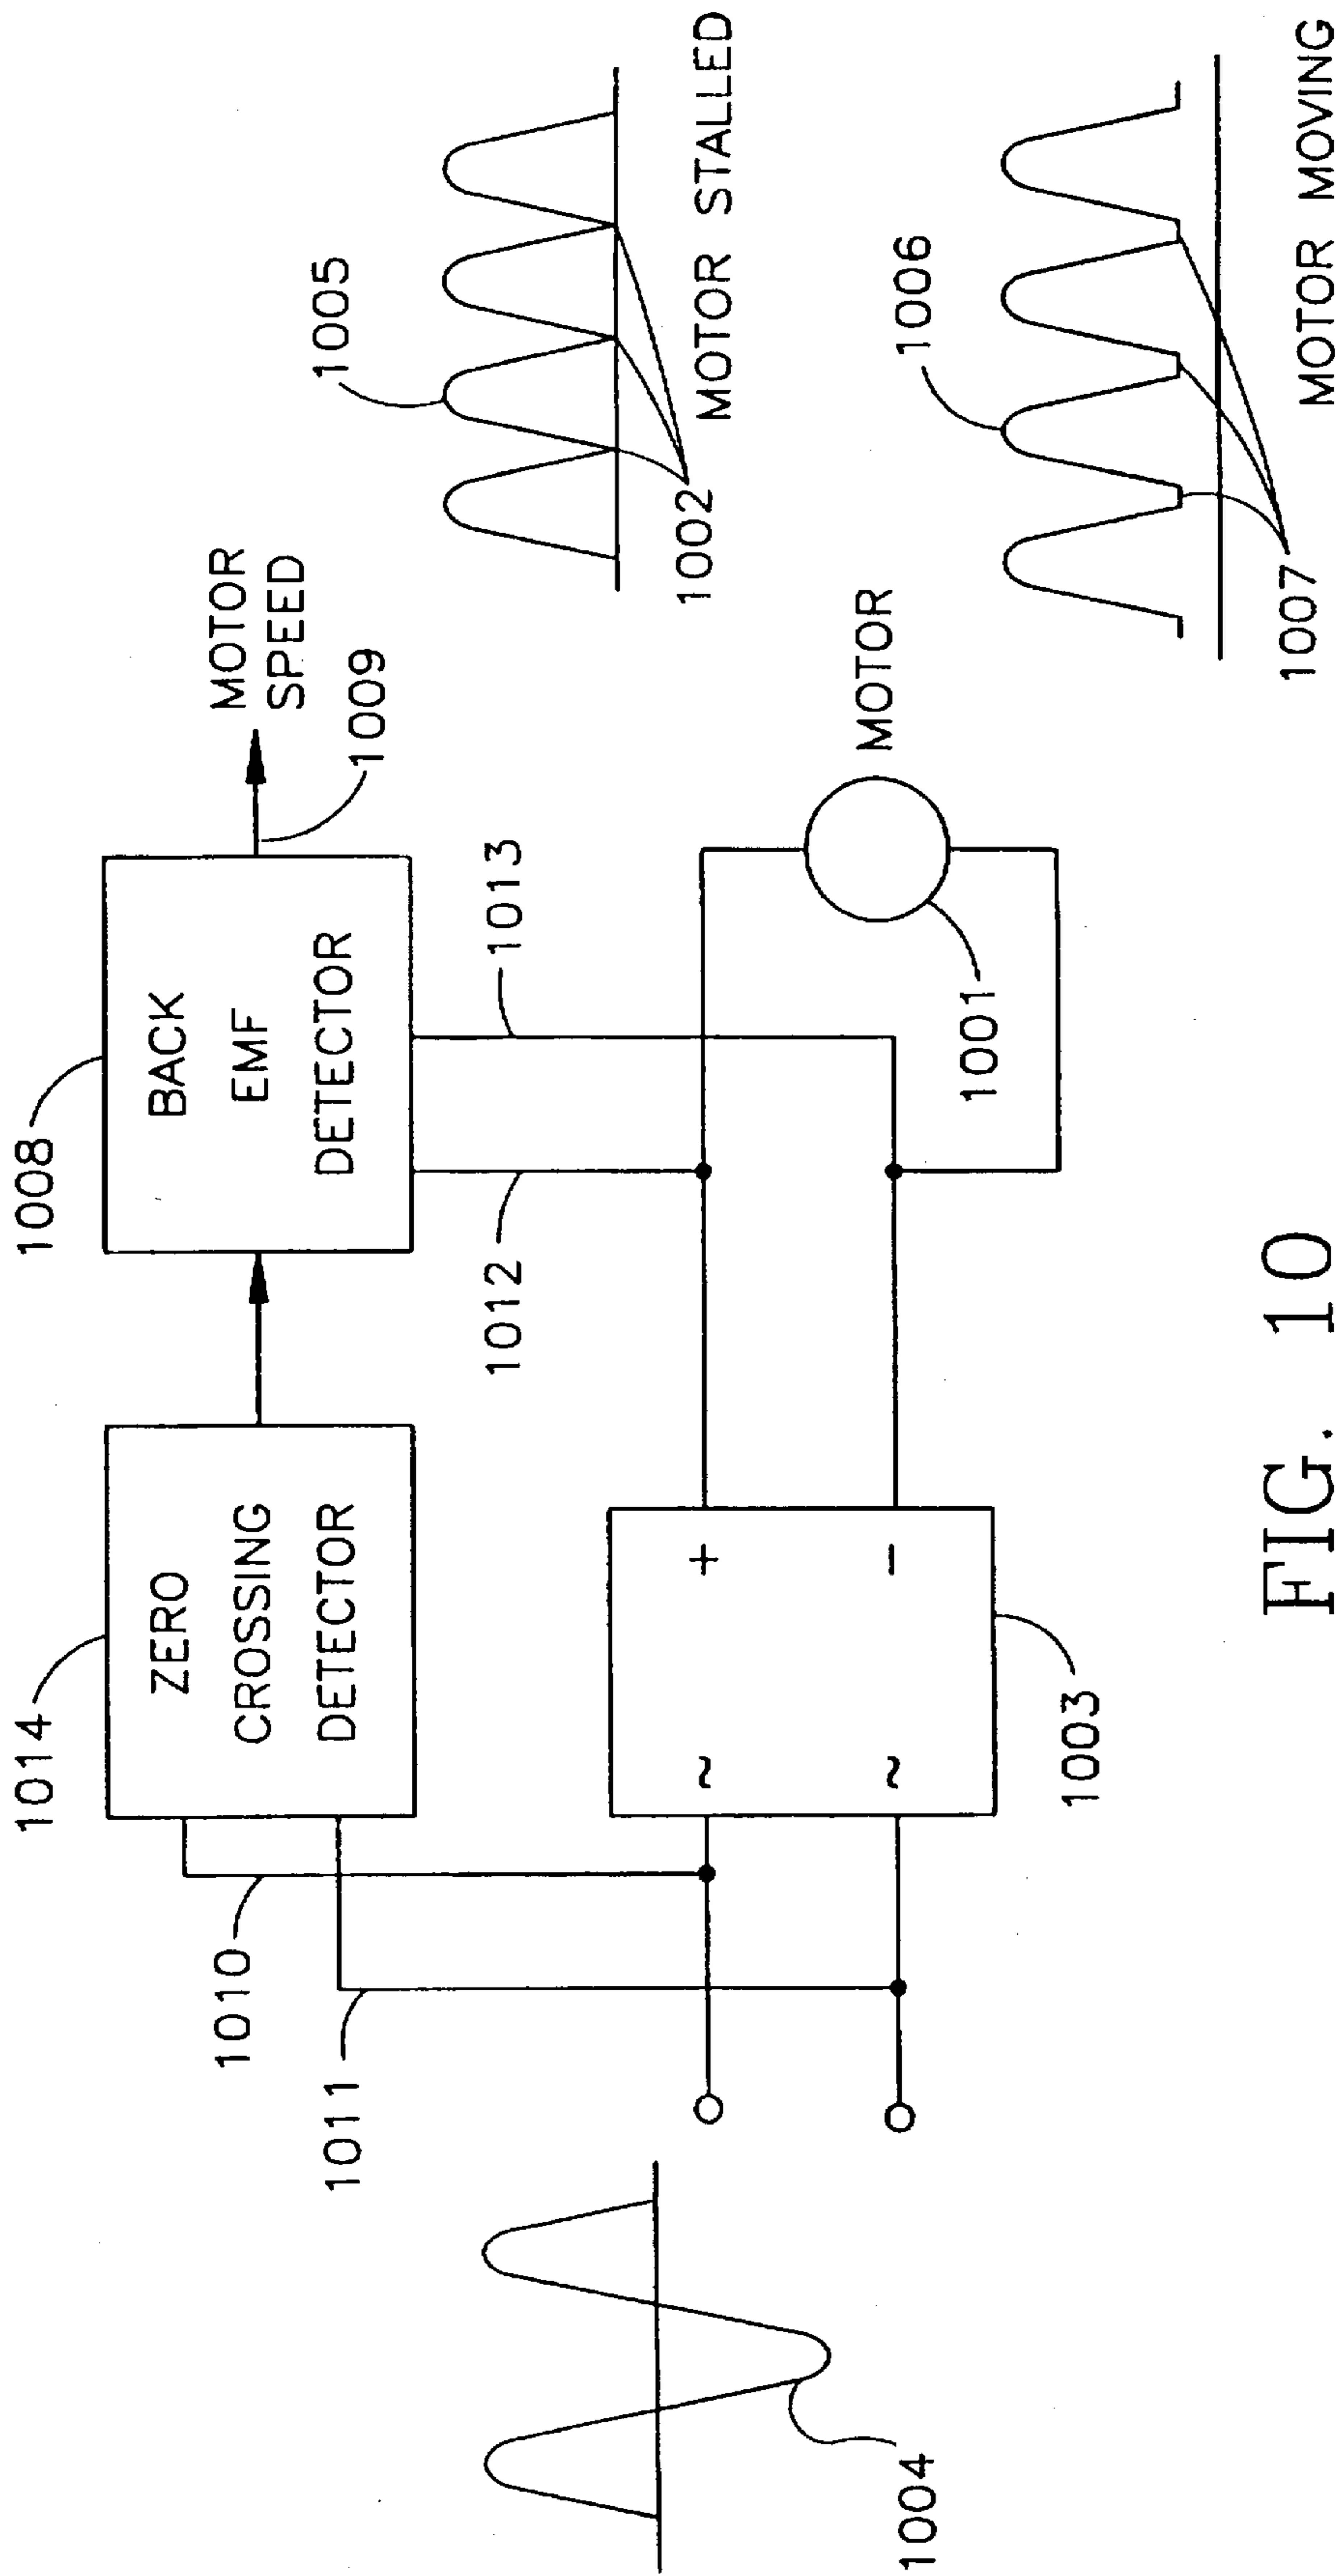 1014
ZERO
CROSSING
DETECTOR
1008
BACK
EMF
DETECTOR
MOTOR
SPEED
1009
1010
1011
1012
1013
1004
~
~
+
−
1003
MOTOR
1001
1005
1002
MOTOR STALLED
1006
1007
MOTOR MOVING
FIG. 10